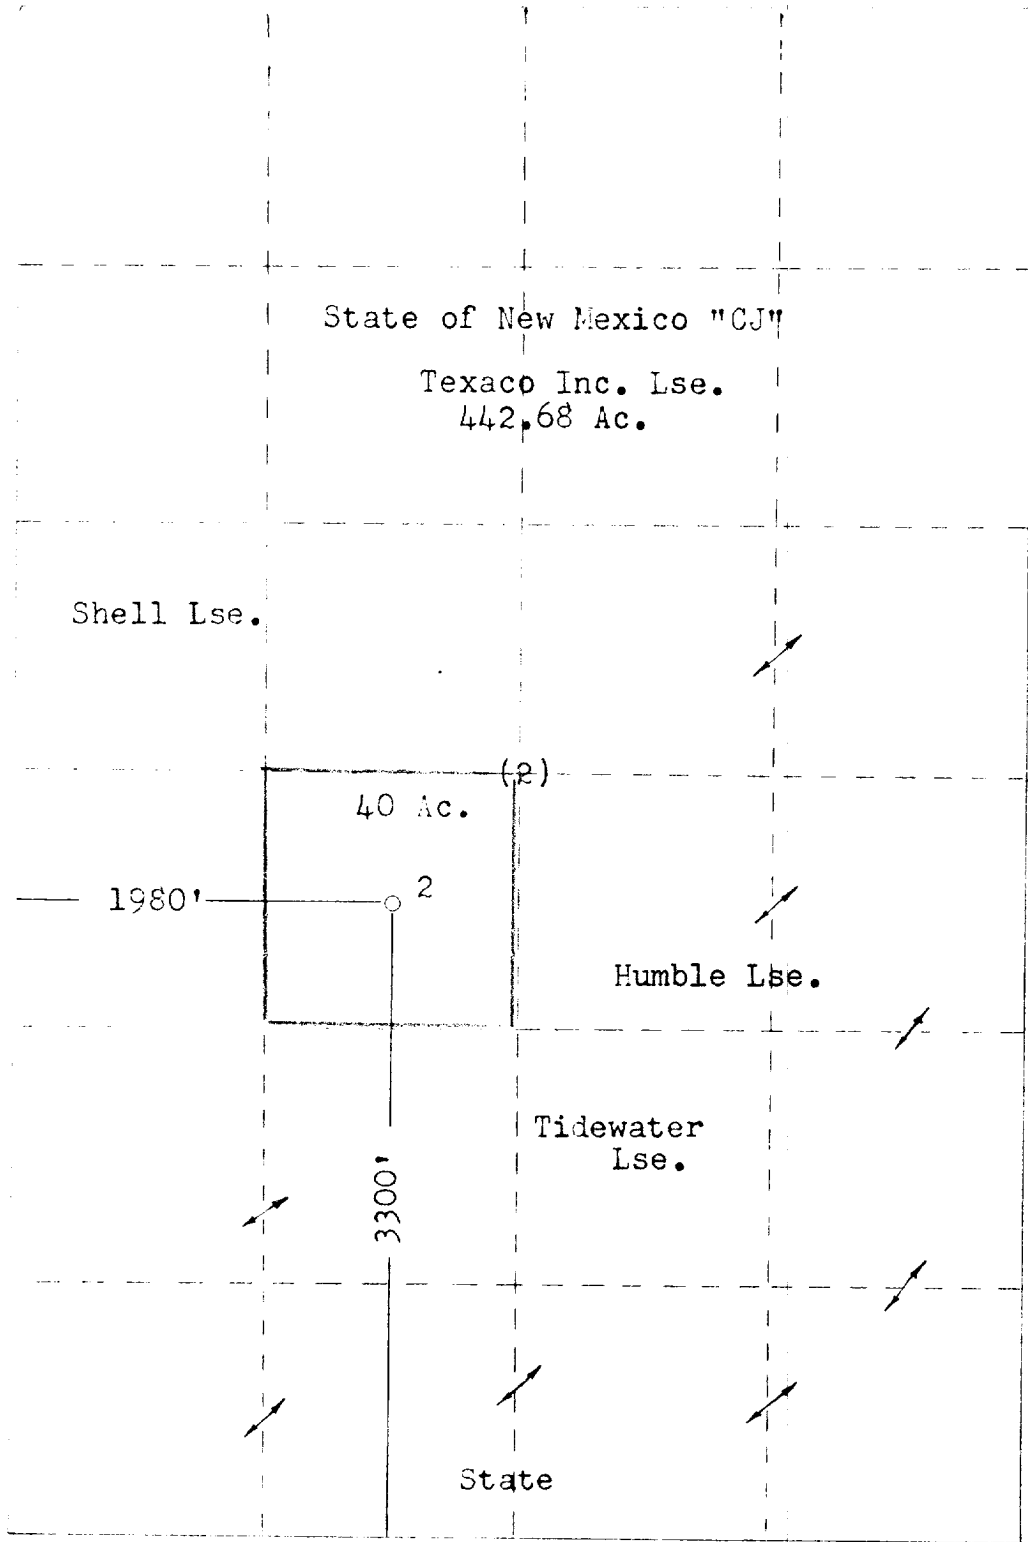 State of New Mexico "CJ"
Texaco Inc. Lse.
442.68 Ac.
Shell Lse.
(2)
40 Ac.
1980'
2
Humble Lse.
Tidewater
Lse.
3300'
State